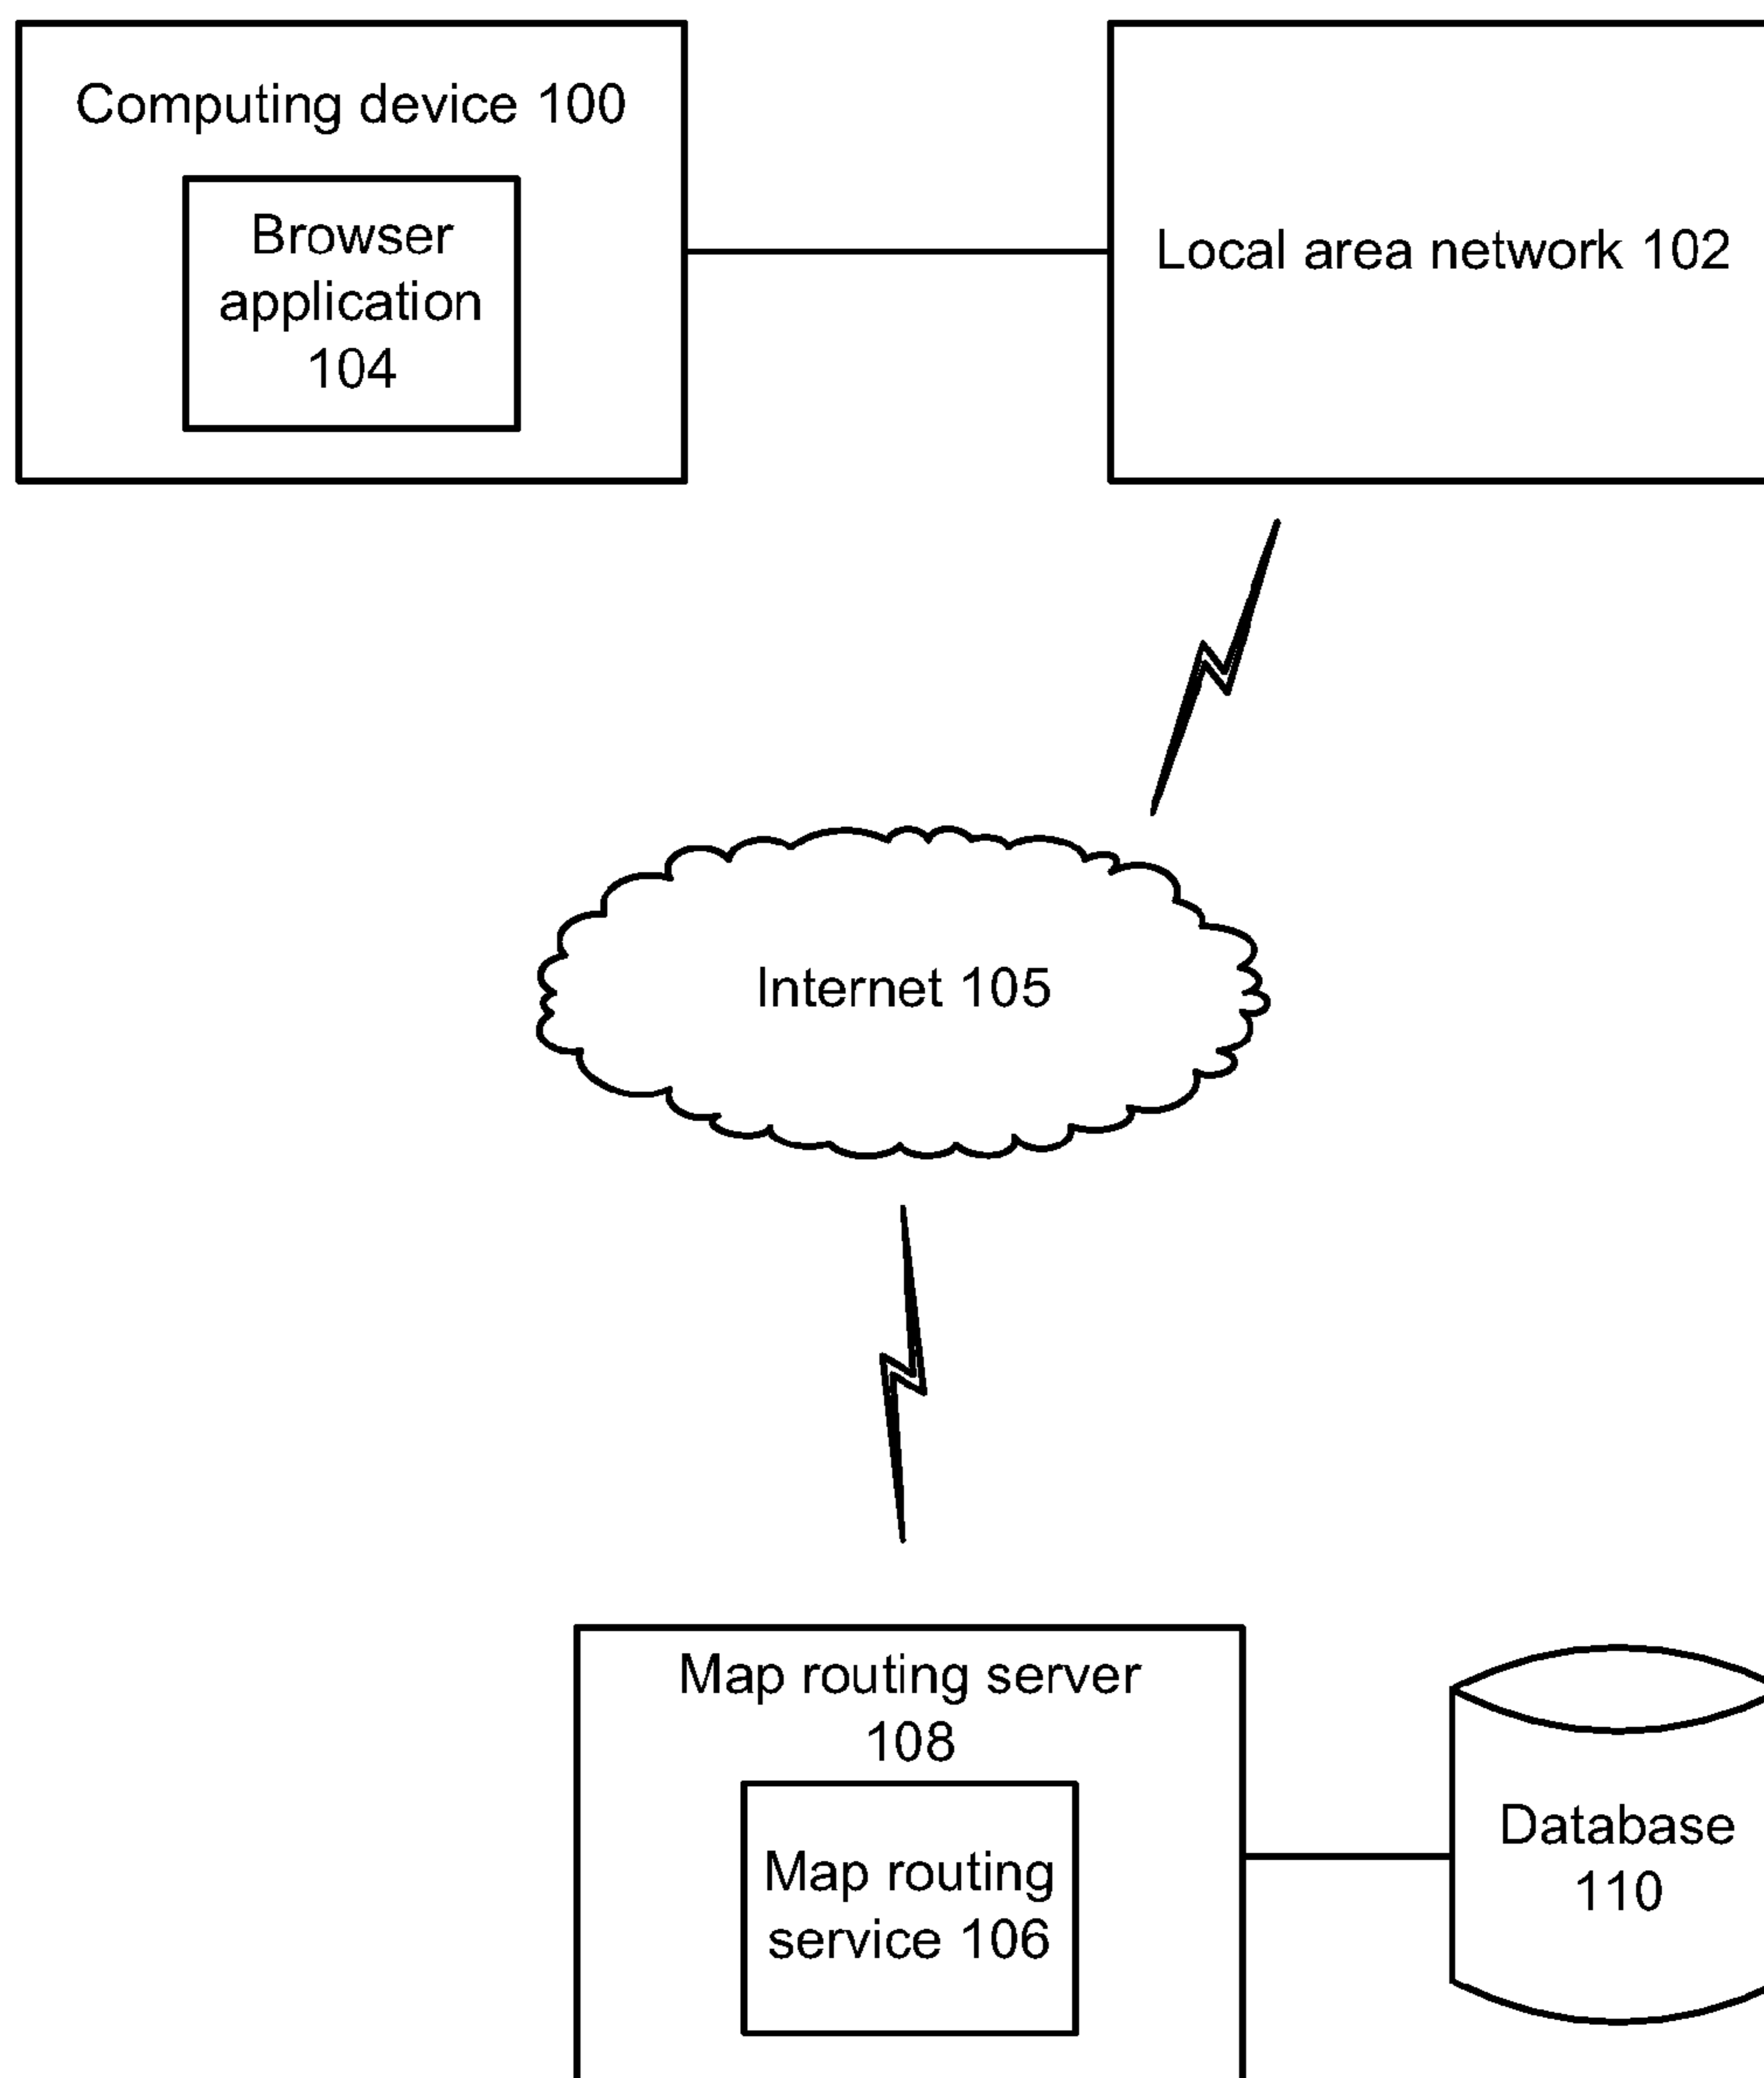 Computing device 100
Browser
application
104
Local area network 102
Internet 105
Map routing server
108
Map routing
service 106
Database
110